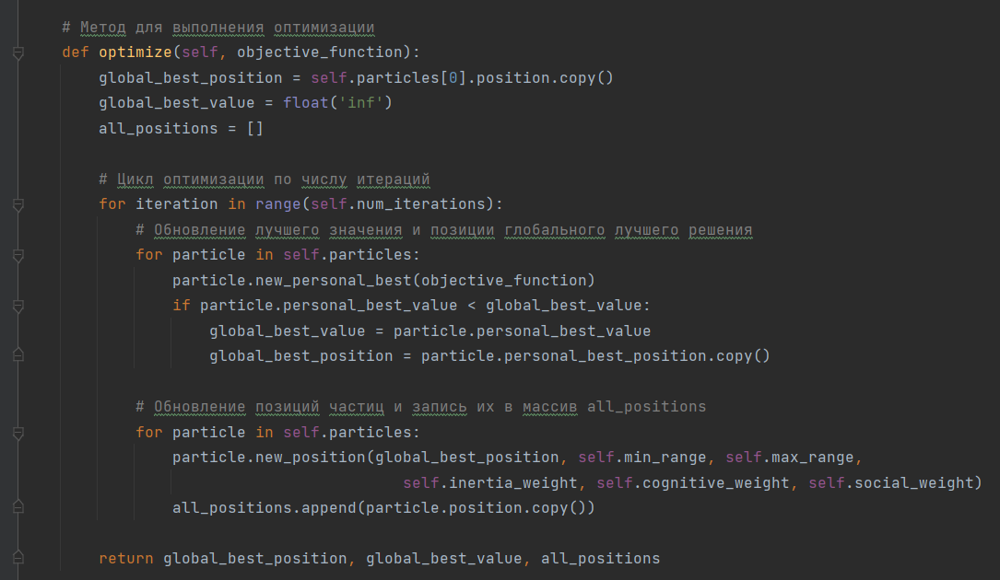 # Метод для выполнения оптимизации
def optimize(self, objective_function):
    global_best_position = self.particles[0].position.copy()
    global_best_value = float('inf')
    all_positions = []

    # Цикл оптимизации по числу итераций
    for iteration in range(self.num_iterations):
        # Обновление лучшего значения и позиции глобального лучшего решения
        for particle in self.particles:
            particle.new_personal_best(objective_function)
            if particle.personal_best_value < global_best_value:
                global_best_value = particle.personal_best_value
                global_best_position = particle.personal_best_position.copy()

        # Обновление позиций частиц и запись их в массив all_positions
        for particle in self.particles:
            particle.new_position(global_best_position, self.min_range, self.max_range,
                                     self.inertia_weight, self.cognitive_weight, self.social_weight)
            all_positions.append(particle.position.copy())

    return global_best_position, global_best_value, all_positions